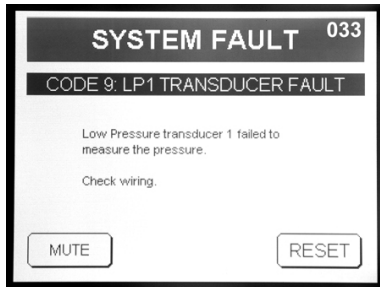 SYSTEM FAULT 033
CODE 9: LP1 TRANSDUCER FAULT
Low Pressure transducer 1 failed to
measure the pressure.
Check wiring.
MUTE RESET